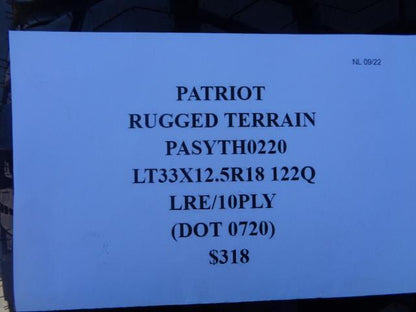 NL 09/22
PATRIOT
RUGGED TERRAIN
PASYTH0220
LT33X12.5R18 122Q
LRE/10PLY
(DOT 0720)
$318